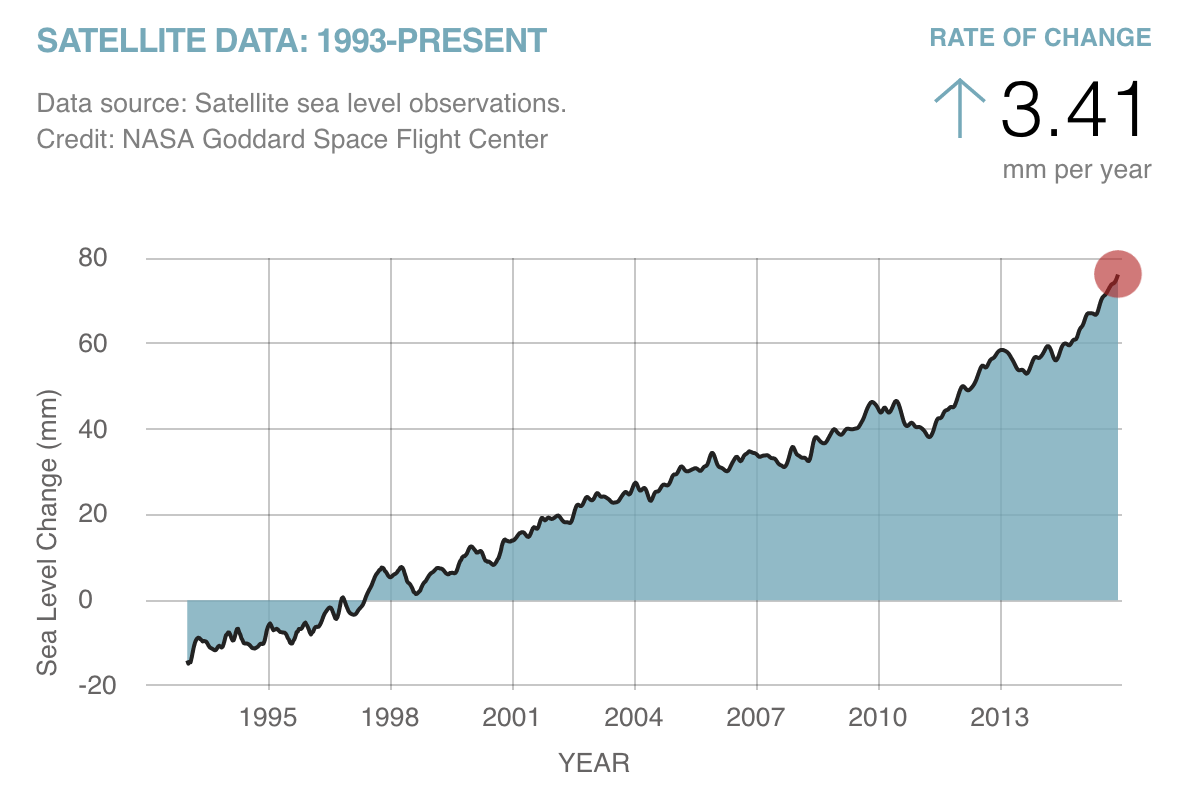 SATELLITE DATA: 1993-PRESENT
RATE OF CHANGE
Data source: Satellite sea level observations.
Credit: NASA Goddard Space Flight Center
3.41
mm per year
80
60
40
20
0
-20
Sea Level Change (mm)
1995 1998 2001 2004 2007 2010 2013
YEAR